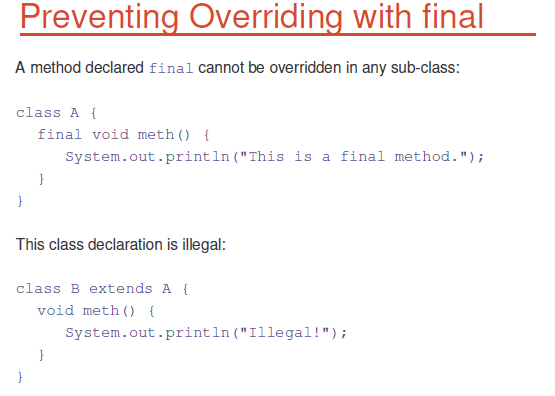 Preventing Overriding with final
A method declared final cannot be overridden in any sub-class:
class A {
final void meth() {
System.out.println("This is a final method.");
}
}
This class declaration is illegal:
class B extends A {
void meth() {
System.out.println("Illegal!");
}
}